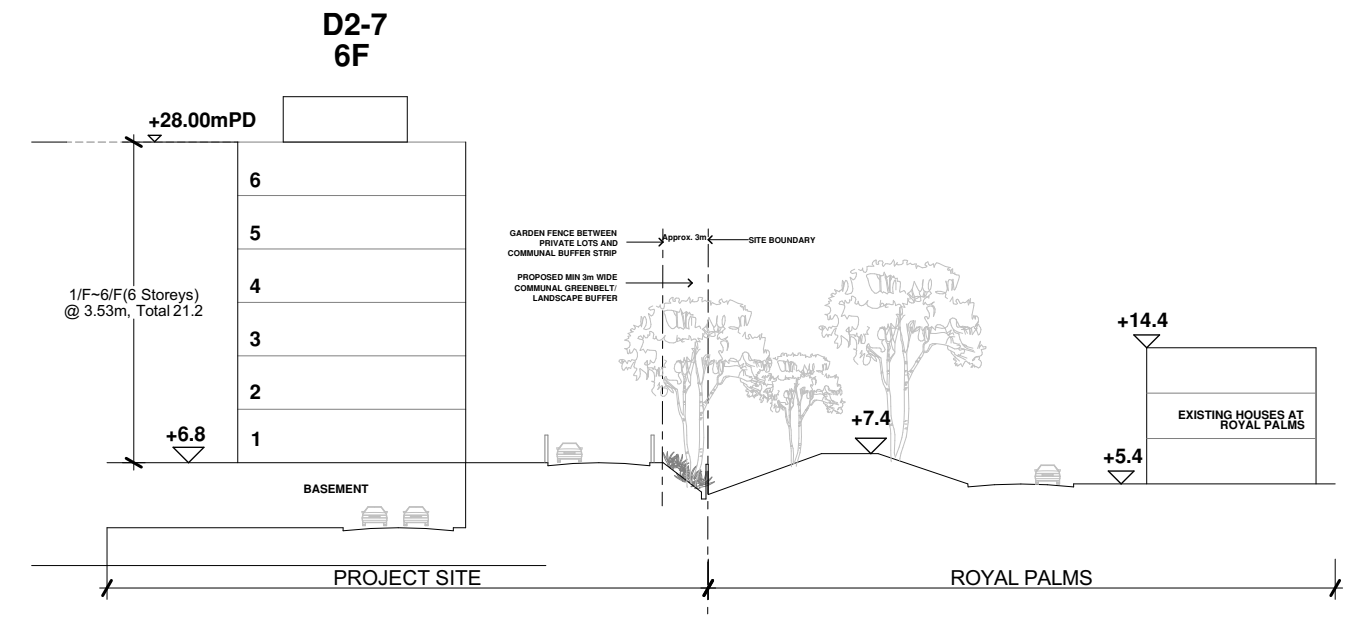 D2-7
6F
+28.00mPD
6
5
4
3
2
1
1/F~6/F(6 Storeys)
@ 3.53m, Total 21.2
+6.8
BASEMENT
GARDEN FENCE BETWEEN
PRIVATE LOTS AND
COMMUNAL BUFFER STRIP
Approx. 3m
SITE BOUNDARY
PROPOSED MIN 3m WIDE
COMMUNAL GREENBELT/
LANDSCAPE BUFFER
+7.4
+14.4
EXISTING HOUSES AT
ROYAL PALMS
+5.4
PROJECT SITE
ROYAL PALMS